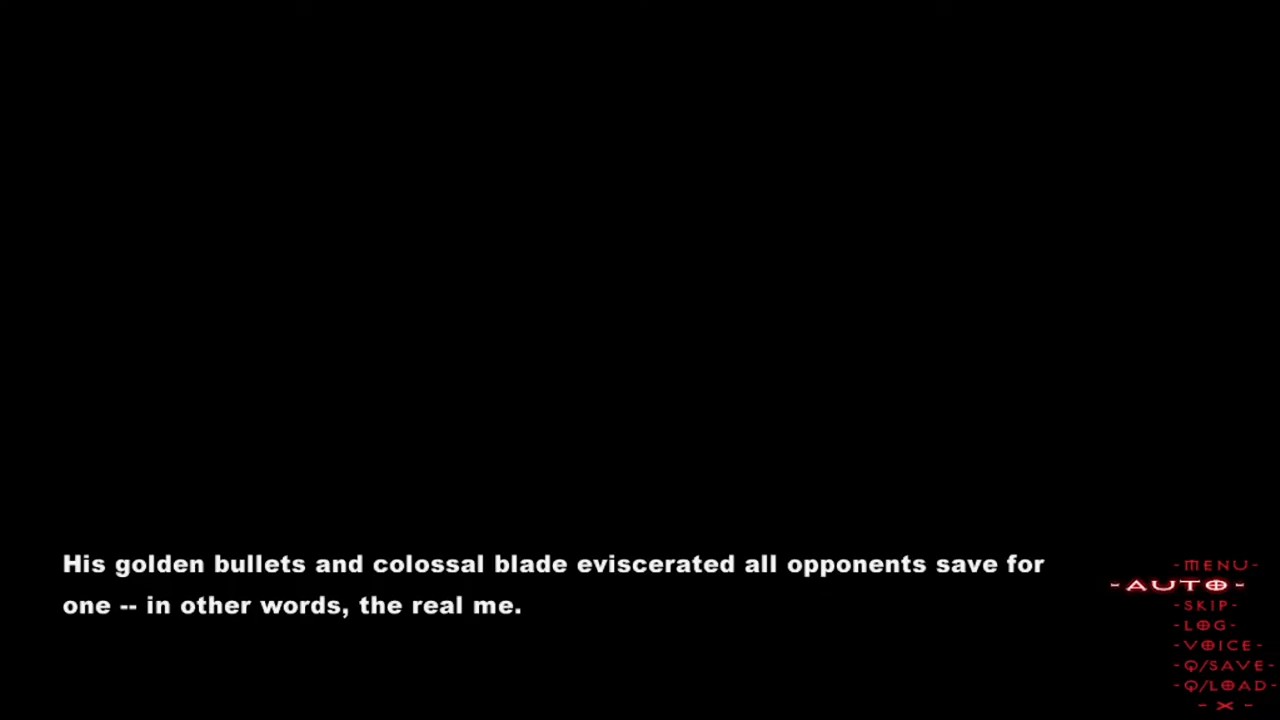 His golden bullets and colossal blade eviscerated all opponents save for
one -- in other words, the real me.
-MENU-
-AUTO-
-SKIP-
-LOG-
-VOICE-
-Q/SAVE-
-Q/LOAD-
-X-